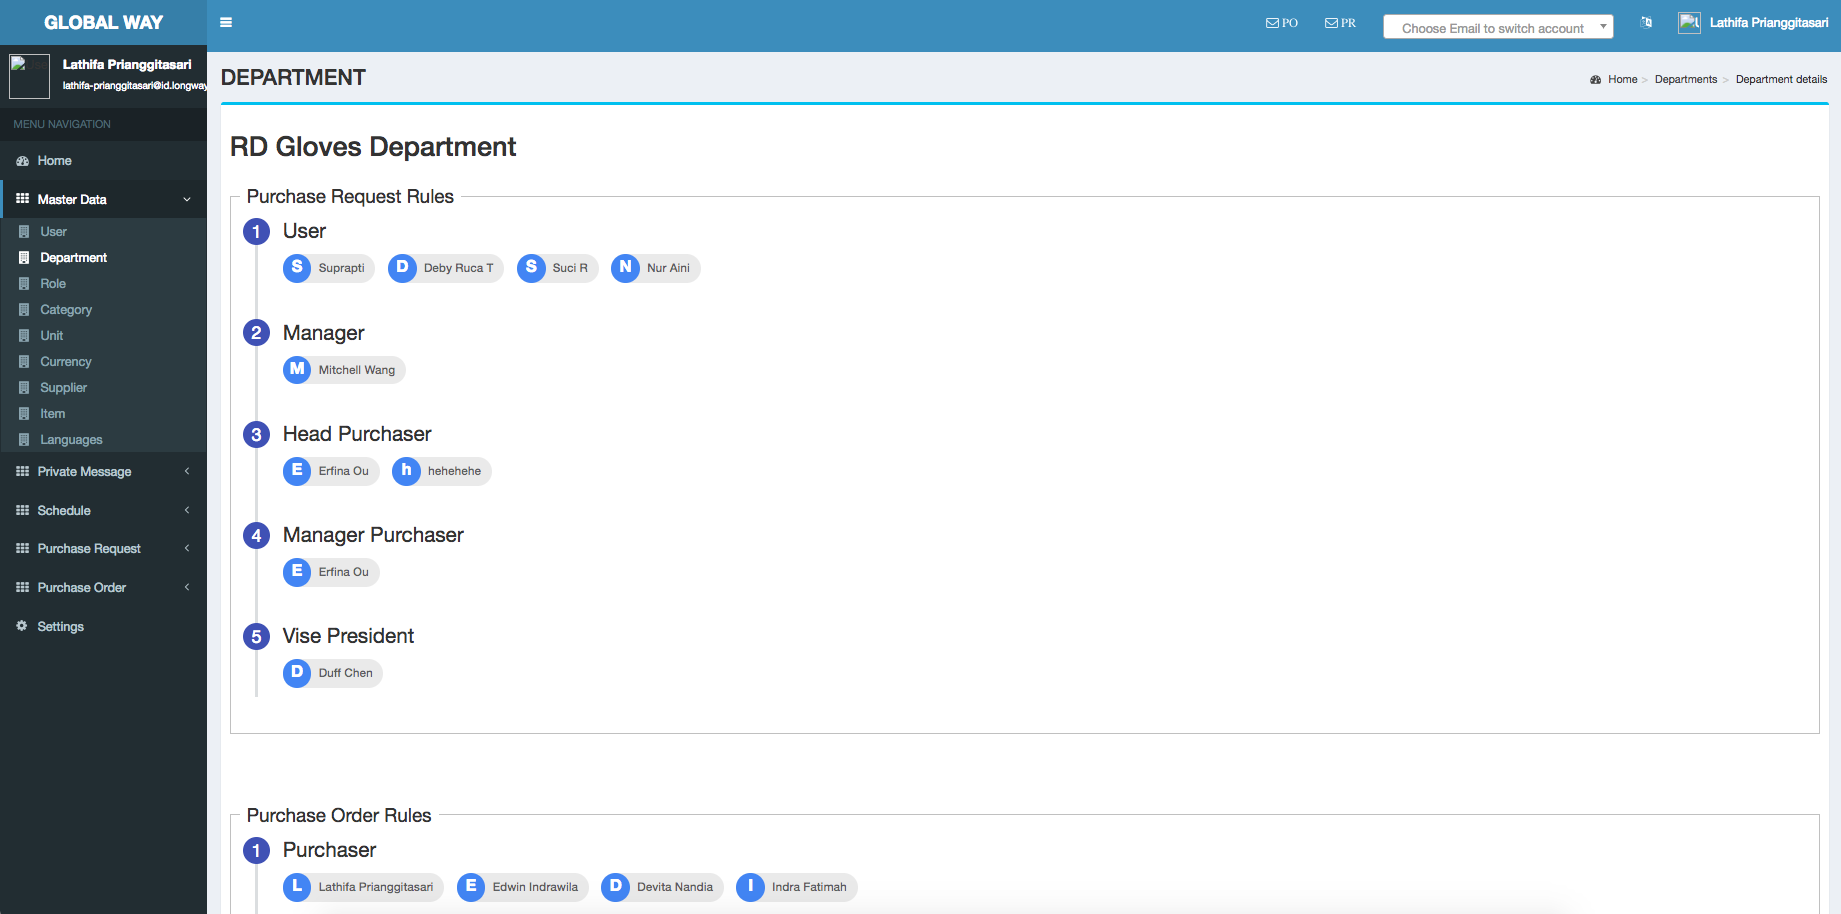 GLOBAL WAY
PO
PR
Choose Email to switch account
Lathifa Prianggitasari
Lathifa Prianggitasari
lathifa-prianggitasari@id.longway
MENU NAVIGATION
Home
Master Data
User
Department
Role
Category
Unit
Currency
Supplier
Item
Languages
Private Message
Schedule
Purchase Request
Purchase Order
Settings
DEPARTMENT
Home > Departments > Department details
RD Gloves Department
Purchase Request Rules
1 User
S Suprapti D Deby Ruca T S Suci R N Nur Aini
2 Manager
M Mitchell Wang
3 Head Purchaser
E Erfina Ou h hehehehe
4 Manager Purchaser
E Erfina Ou
5 Vise President
D Duff Chen
Purchase Order Rules
1 Purchaser
L Lathifa Prianggitasari E Edwin Indrawila D Devita Nandia I Indra Fatimah